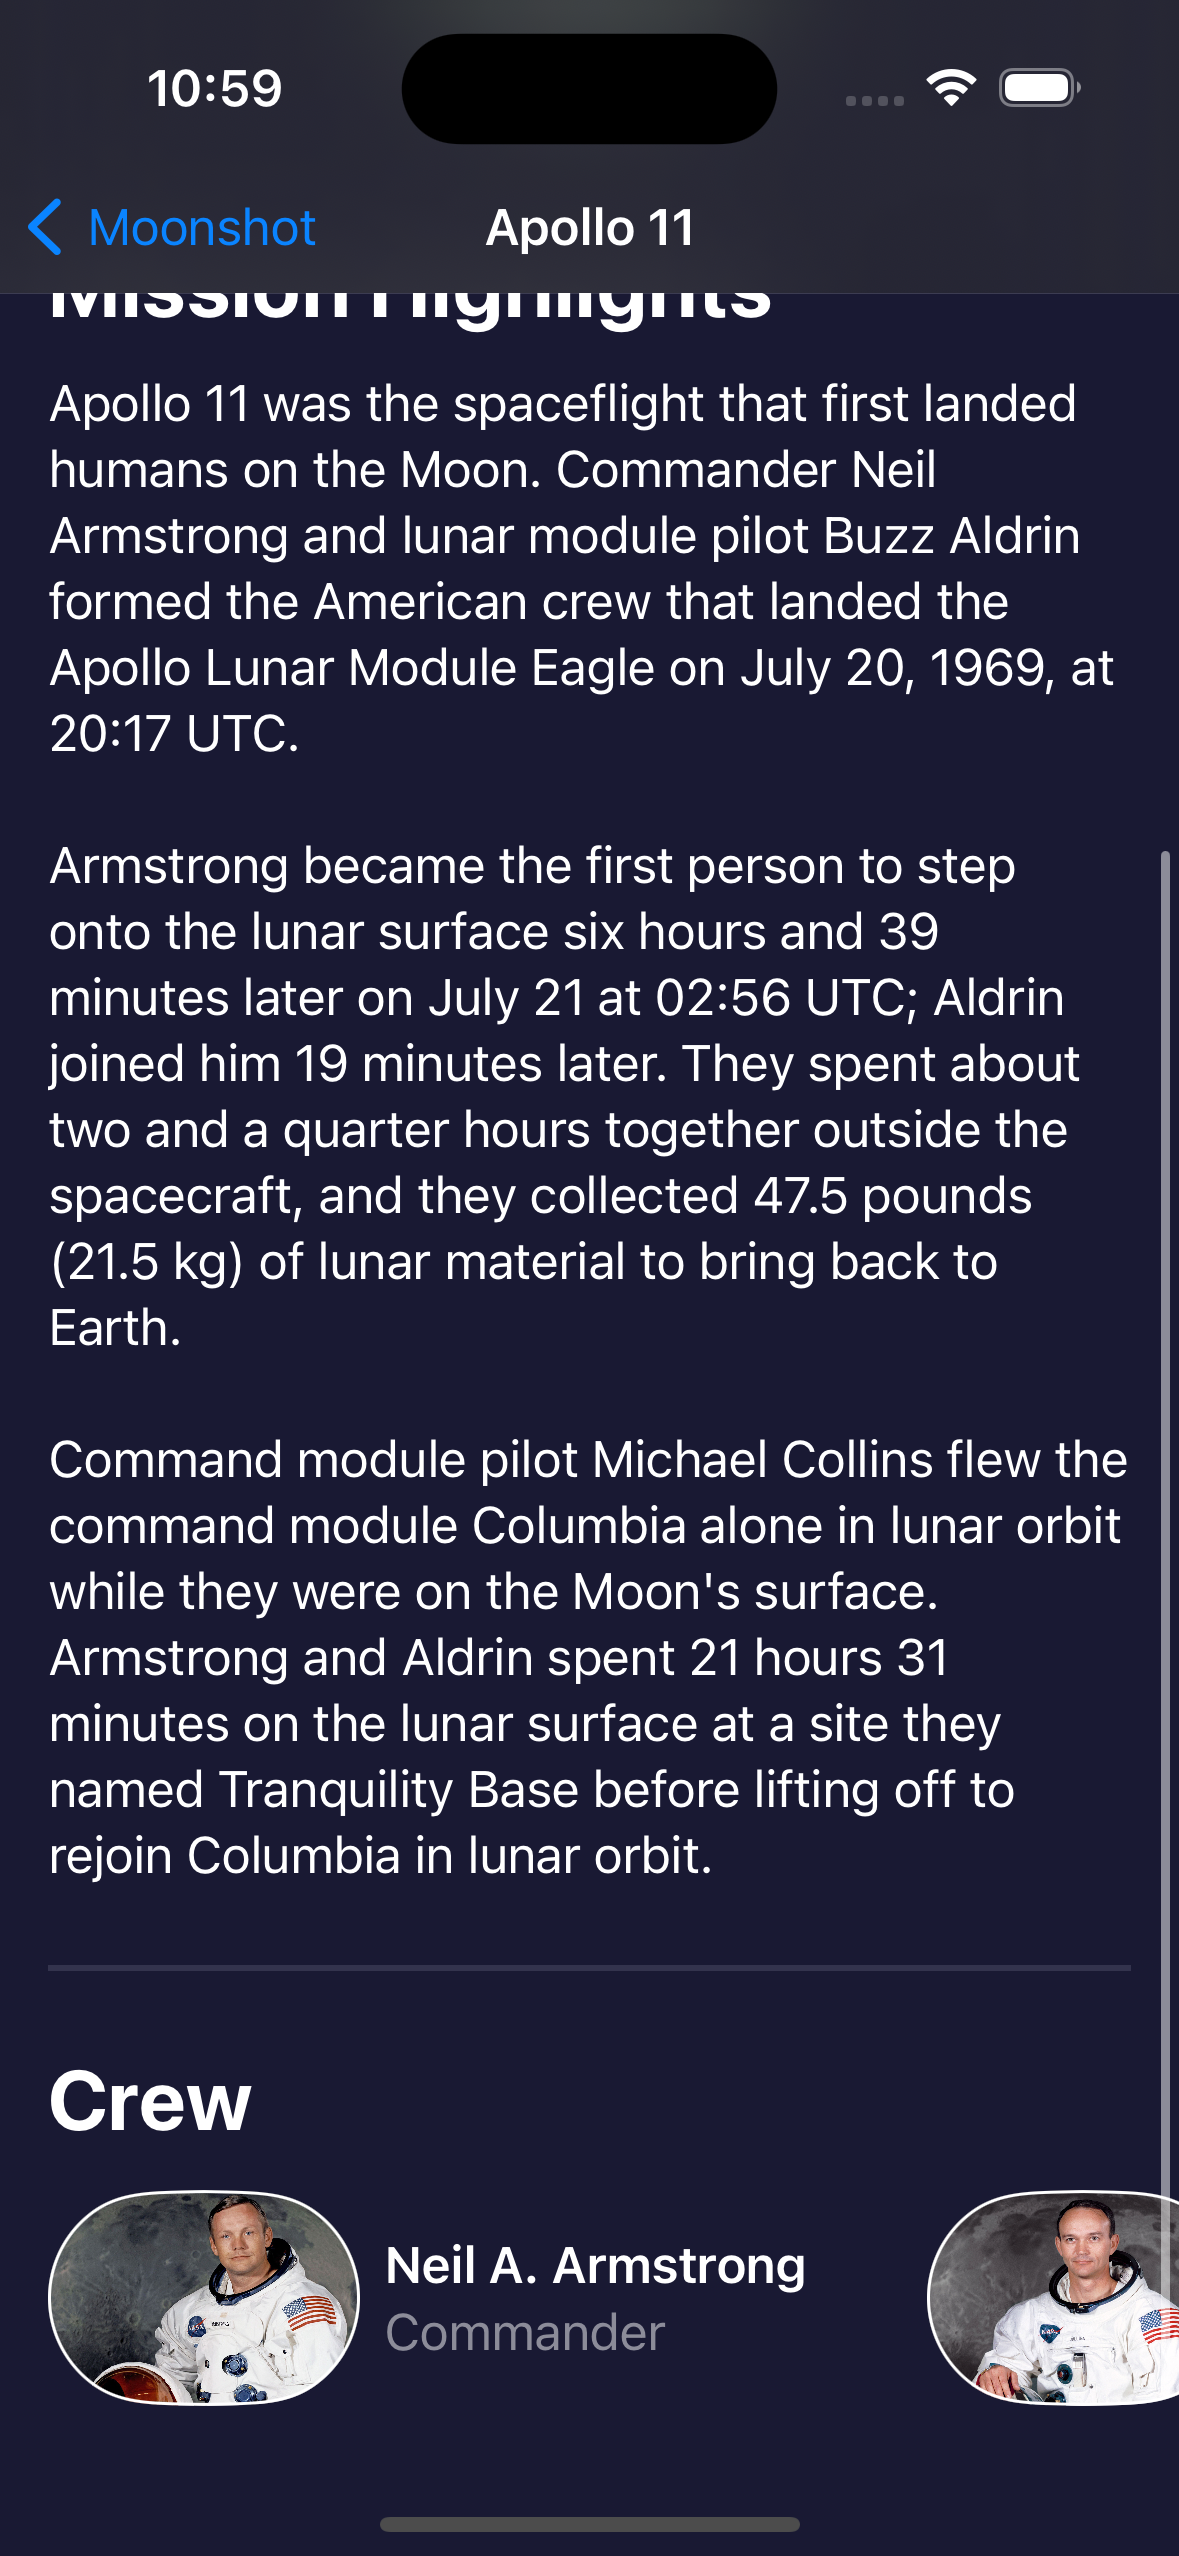 10:59
Moonshot
Apollo 11
Mission Highlights
Apollo 11 was the spaceflight that first landed
humans on the Moon. Commander Neil
Armstrong and lunar module pilot Buzz Aldrin
formed the American crew that landed the
Apollo Lunar Module Eagle on July 20, 1969, at
20:17 UTC.
Armstrong became the first person to step
onto the lunar surface six hours and 39
minutes later on July 21 at 02:56 UTC; Aldrin
joined him 19 minutes later. They spent about
two and a quarter hours together outside the
spacecraft, and they collected 47.5 pounds
(21.5 kg) of lunar material to bring back to
Earth.
Command module pilot Michael Collins flew the
command module Columbia alone in lunar orbit
while they were on the Moon's surface.
Armstrong and Aldrin spent 21 hours 31
minutes on the lunar surface at a site they
named Tranquility Base before lifting off to
rejoin Columbia in lunar orbit.
Crew
Neil A. Armstrong
Commander